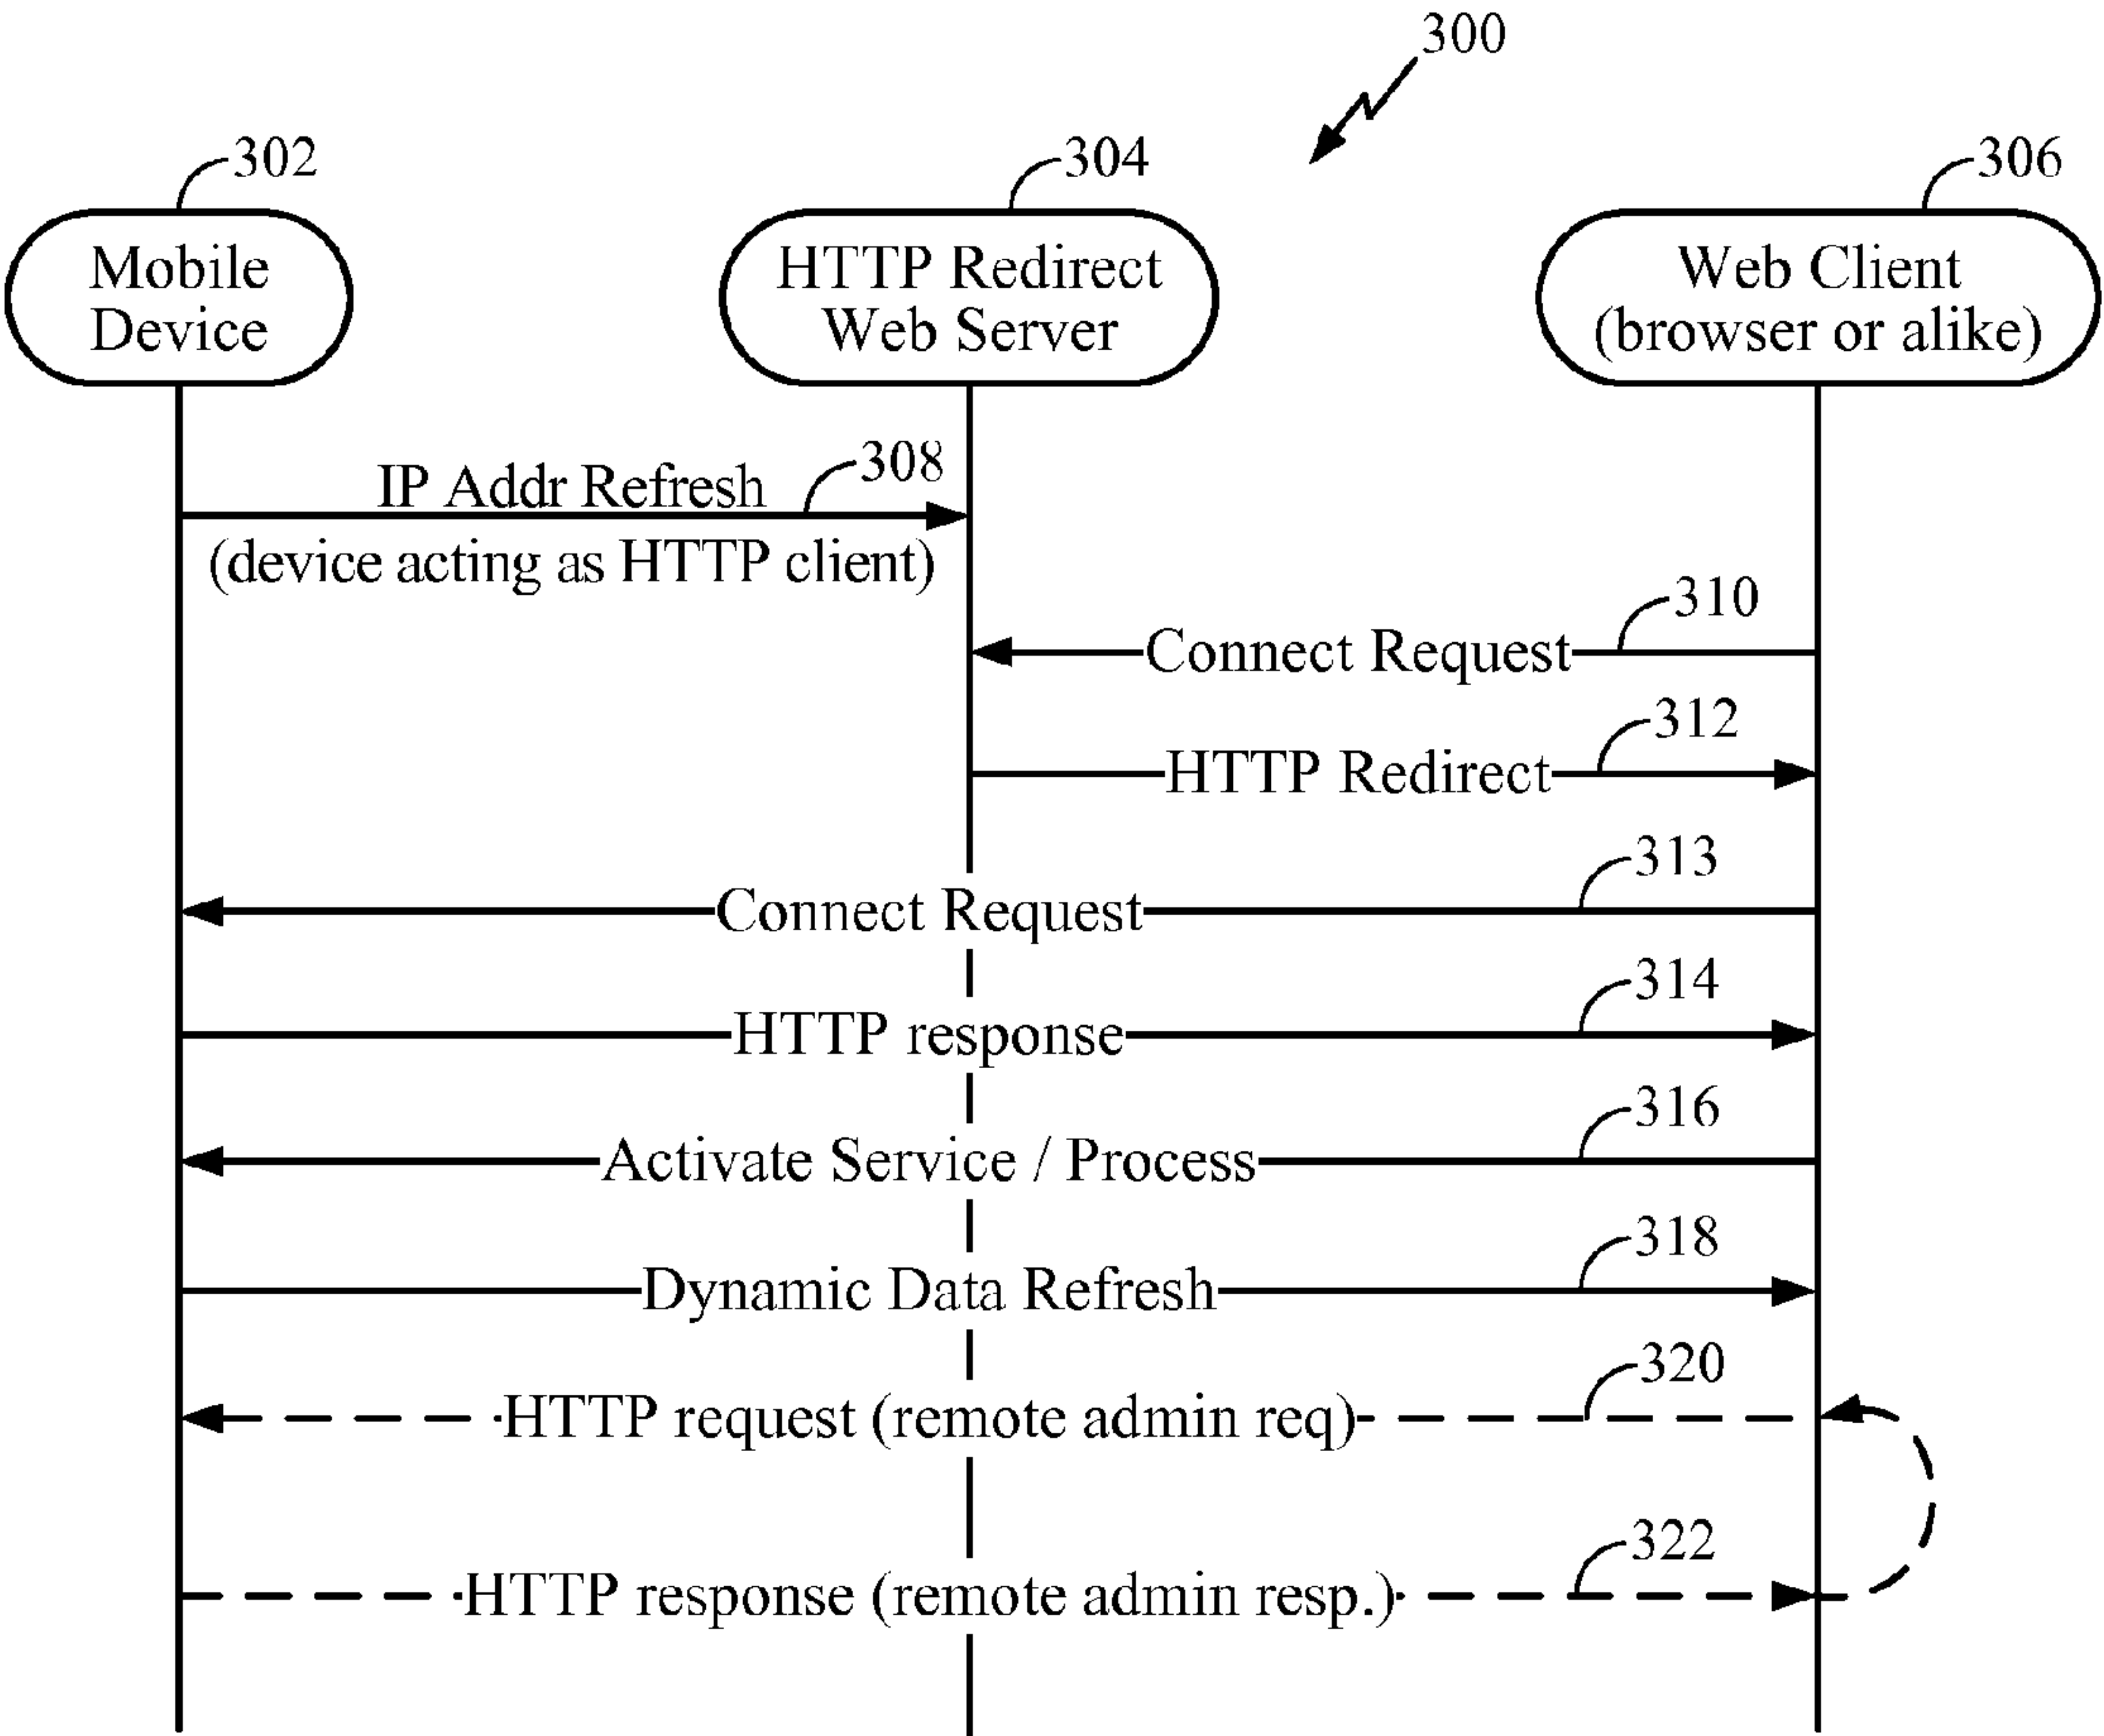 300
302
304
306
Mobile
Device
HTTP Redirect
Web Server
Web Client
(browser or alike)
308
IP Addr Refresh
(device acting as HTTP client)
310
Connect Request
312
HTTP Redirect
313
Connect Request
314
HTTP response
316
Activate Service / Process
318
Dynamic Data Refresh
320
HTTP request (remote admin req)
322
HTTP response (remote admin resp.)